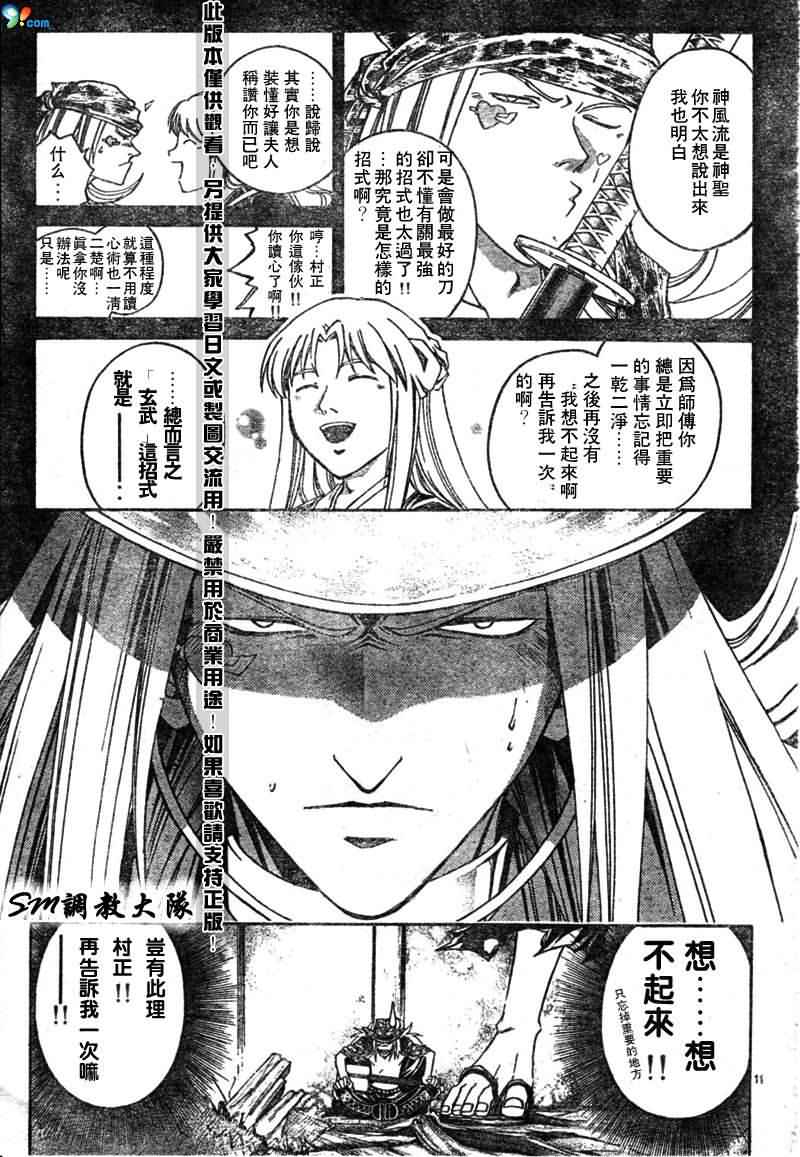 神風流是神聖
你不太想說出來
我也明白
可是會做最好的刀
卻不懂有關最強
的招式也太過了!!
…那究竟是怎樣的
招式啊?
……說歸說
其實你是想
裝懂好讓夫人
稱讚你而已吧
什么…
哼…村正
你這傢伙!!
你讀心了啊!!
這種程度
就算不用讀
心術也一清
二楚啊…
眞拿你沒
辦法呢
只是…
因爲師傅你
總是立即把重要
的事情忘記得
一乾二淨……
之後再沒有
“我想不起來啊
再告訴我一次”
的啊?
……總而言之
「玄武」這招式
就是——.
想……想
不起來!!
只忘掉重要的地方
豈有此理
村正!!
再告訴我一次嘛
——!!
11
此版本僅供觀看,另提供大家學習日文或製圖交流用!嚴禁用於商業用途!如果喜歡請支持正版!
SM調教大隊
Y!.com